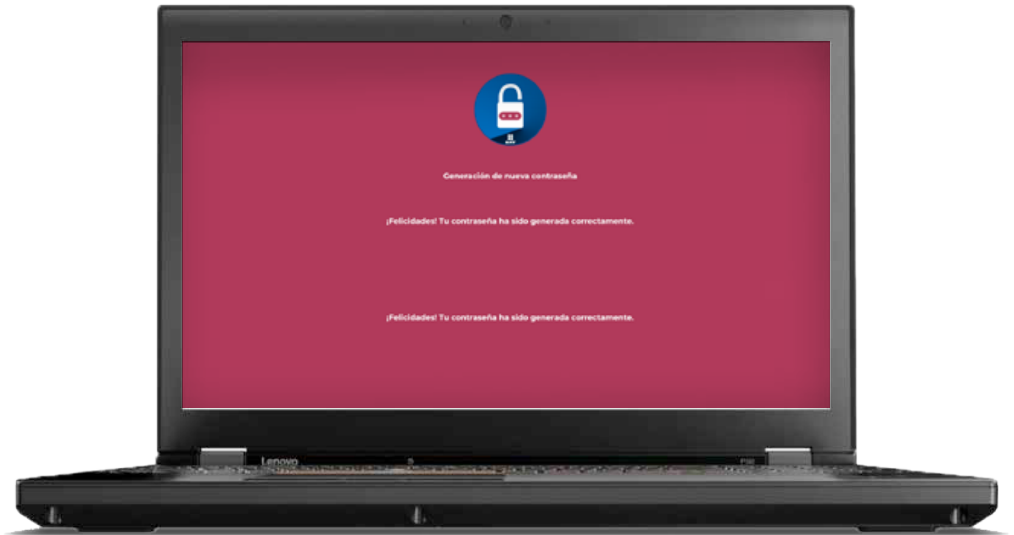 Generación de nueva contraseña
¡Felicidades! Tu contraseña ha sido generada correctamente.
¡Felicidades! Tu contraseña ha sido generada correctamente.
Lenovo